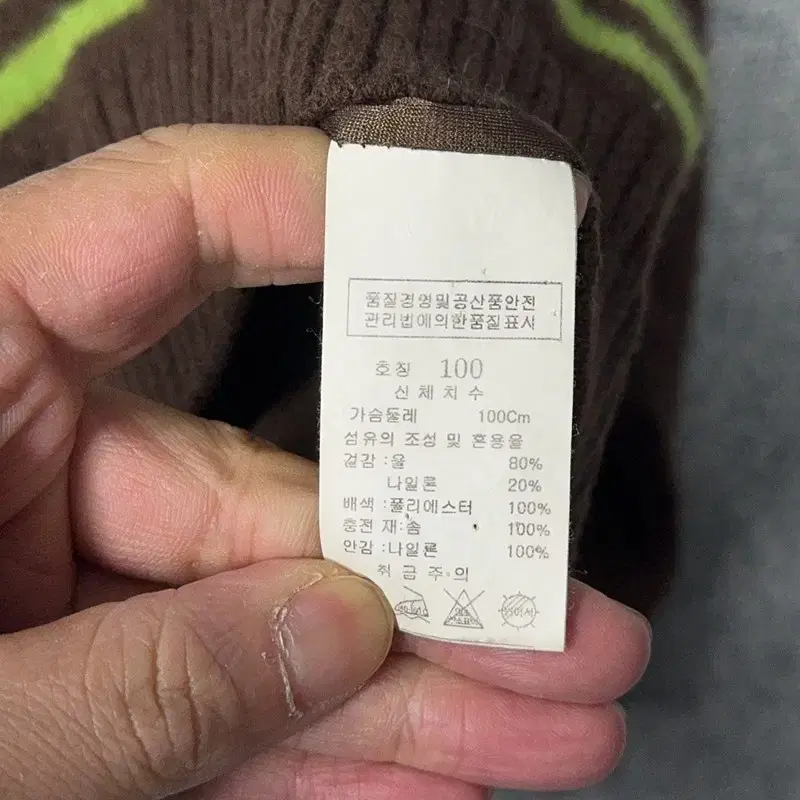 품질경영및공산품안전
관리법에의한품질표시
호칭 100
신체치수
가슴둘레 100Cm
섬유의 조성 및 혼용율
겉감 : 울 80%
나일론 20%
배색 : 폴리에스터 100%
충전재 : 솜 100%
안감 : 나일론 100%
취급주의